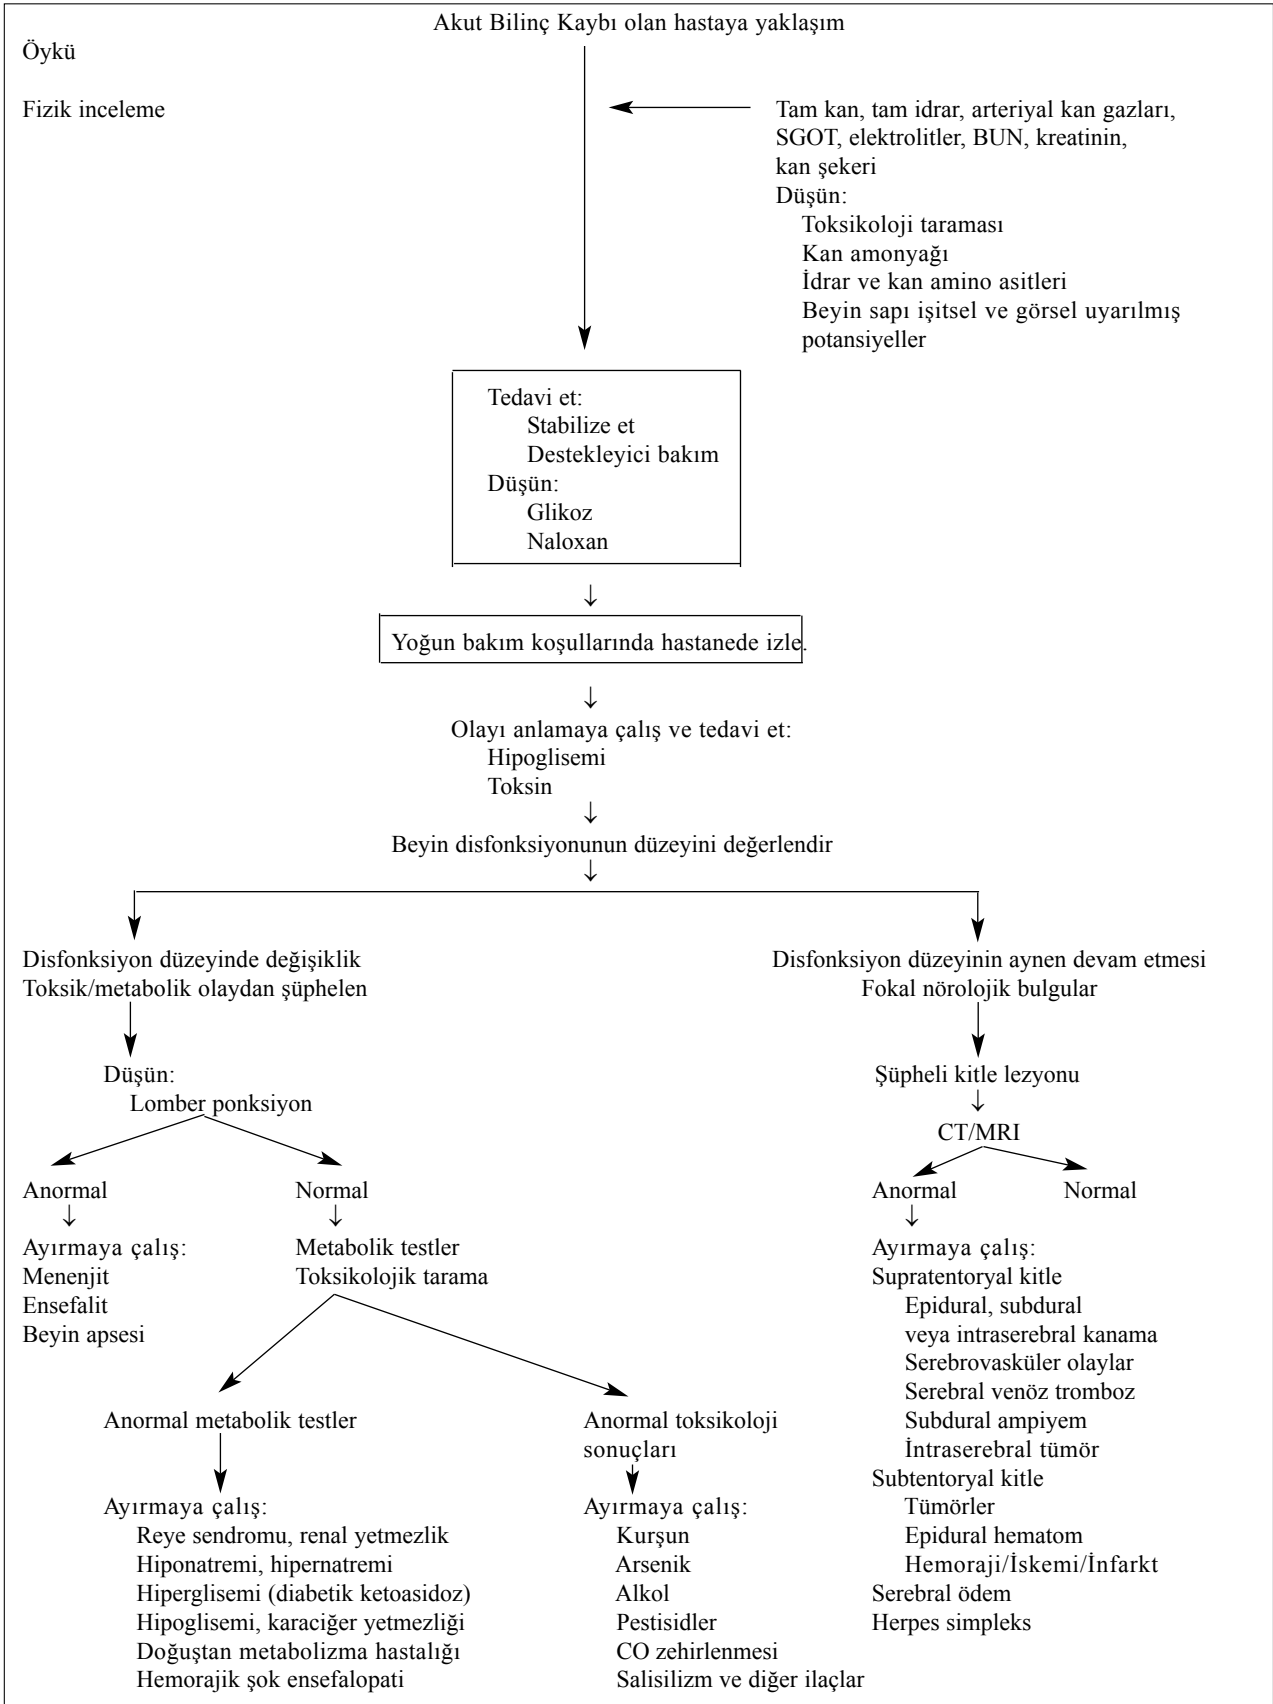 Akut Bilinç Kaybı olan hastaya yaklaşım
Öykü
Fizik inceleme
Tam kan, tam idrar, arteriyal kan gazları,
SGOT, elektrolitler, BUN, kreatinin,
kan şekeri
Düşün:
Toksikoloji taraması
Kan amonyağı
İdrar ve kan amino asitleri
Beyin sapı işitsel ve görsel uyarılmış
potansiyeller
Tedavi et:
Stabilize et
Destekleyici bakım
Düşün:
Glikoz
Naloxan
Yoğun bakım koşullarında hastanede izle.
Olayı anlamaya çalış ve tedavi et:
Hipoglisemi
Toksin
Beyin disfonksiyonunun düzeyini değerlendir
Disfonksiyon düzeyinde değişiklik
Toksik/metabolik olaydan şüphelen
Düşün:
Lomber ponksiyon
Anormal
Ayırmaya çalış:
Menenjit
Ensefalit
Beyin apsesi
Normal
Metabolik testler
Toksikolojik tarama
Anormal metabolik testler
Ayırmaya çalış:
Reye sendromu, renal yetmezlik
Hiponatremi, hipernatremi
Hiperglisemi (diabetik ketoasidoz)
Hipoglisemi, karaciğer yetmezliği
Doğuştan metabolizma hastalığı
Hemorajik şok ensefalopati
Anormal toksikoloji
sonuçları
Ayırmaya çalış:
Kurşun
Arsenik
Alkol
Pestisidler
CO zehirlenmesi
Salisilizm ve diğer ilaçlar
Disfonksiyon düzeyinin aynen devam etmesi
Fokal nörolojik bulgular
Şüpheli kitle lezyonu
CT/MRI
Anormal
Normal
Ayırmaya çalış:
Supratentoryal kitle
Epidural, subdural
veya intraserebral kanama
Serebrovasküler olaylar
Serebral venöz tromboz
Subdural ampiyem
İntraserebral tümör
Subtentoryal kitle
Tümörler
Epidural hematom
Hemoraji/İskemi/İnfarkt
Serebral ödem
Herpes simpleks